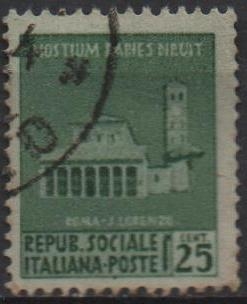 HOSTIUM RABIES DIRUIT
ROMA - S. LORENZO
REPUB. SOCIALE
ITALIANA-POSTE
CENT.
25